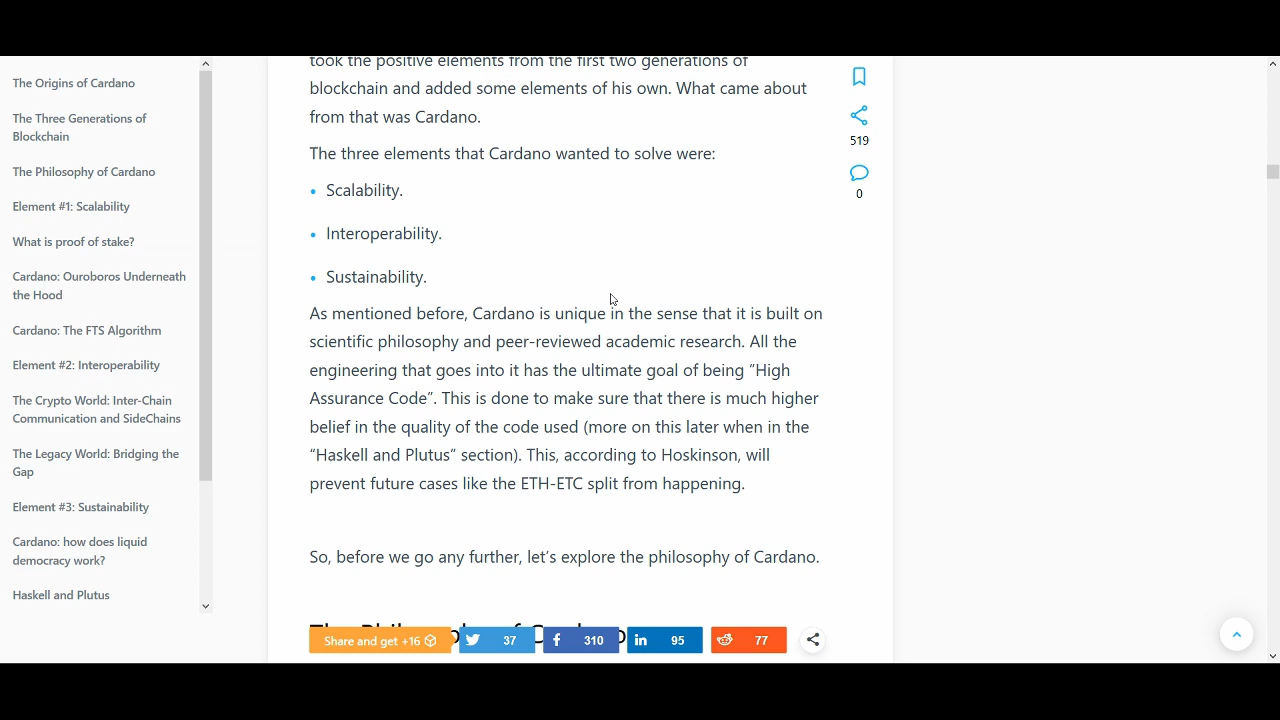 The Origins of Cardano
The Three Generations of
Blockchain
The Philosophy of Cardano
Element #1: Scalability
What is proof of stake?
Cardano: Ouroboros Underneath
the Hood
Cardano: The FTS Algorithm
Element #2: Interoperability
The Crypto World: Inter-Chain
Communication and SideChains
The Legacy World: Bridging the
Gap
Element #3: Sustainability
Cardano: how does liquid
democracy work?
Haskell and Plutus
took the positive elements from the first two generations of
blockchain and added some elements of his own. What came about
from that was Cardano.
The three elements that Cardano wanted to solve were:
• Scalability.
• Interoperability.
• Sustainability.
As mentioned before, Cardano is unique in the sense that it is built on
scientific philosophy and peer-reviewed academic research. All the
engineering that goes into it has the ultimate goal of being “High
Assurance Code”. This is done to make sure that there is much higher
belief in the quality of the code used (more on this later when in the
“Haskell and Plutus” section). This, according to Hoskinson, will
prevent future cases like the ETH-ETC split from happening.
So, before we go any further, let’s explore the philosophy of Cardano.
The Philosophy of Cardano
Share and get +16
37
310
95
77
519
0